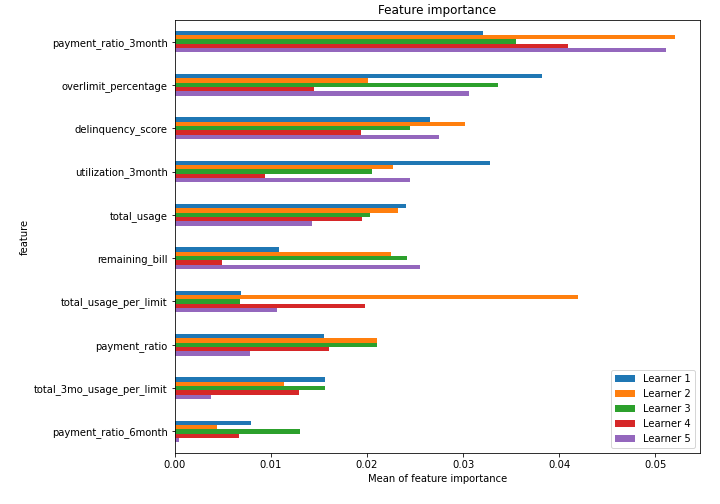 Feature importance
payment_ratio_3month
overlimit_percentage
delinquency_score
utilization_3month
total_usage
remaining_bill
total_usage_per_limit
payment_ratio
total_3mo_usage_per_limit
payment_ratio_6month
feature
Learner 1
Learner 2
Learner 3
Learner 4
Learner 5
0.00 0.01 0.02 0.03 0.04 0.05
Mean of feature importance